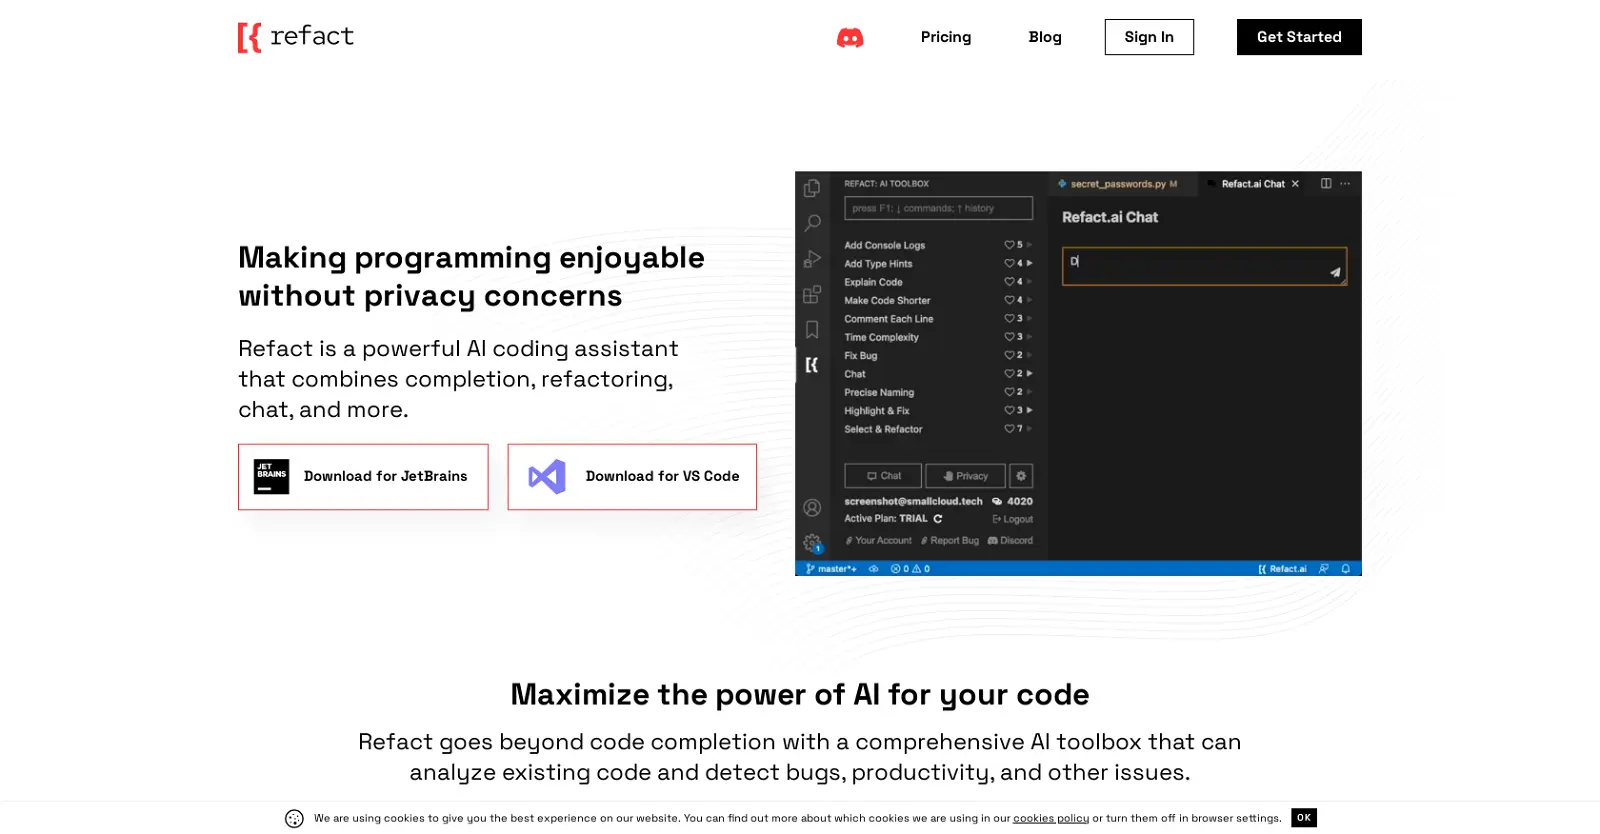 refact
Pricing
Blog
Sign In
Get Started
Making programming enjoyable
without privacy concerns
Refact is a powerful AI coding assistant
that combines completion, refactoring,
chat, and more.
JET
BRAINS
Download for JetBrains
Download for VS Code
REFACT: AI TOOLBOX
press F1: ↓ commands; ↑ history
Add Console Logs 5
Add Type Hints 4
Explain Code 4
Make Code Shorter 4
Comment Each Line 3
Time Complexity 3
Fix Bug 2
Chat 2
Precise Naming 2
Highlight & Fix 3
Select & Refactor 7
Chat
Privacy
screenshot@smallcloud.tech 4020
Active Plan: TRIAL Logout
Your Account Report Bug Discord
1
secret_passwords.py M
Refact.ai Chat
Refact.ai Chat
D
master*+ 0 0
Refact.ai
Maximize the power of AI for your code
Refact goes beyond code completion with a comprehensive AI toolbox that can
analyze existing code and detect bugs, productivity, and other issues.
We are using cookies to give you the best experience on our website. You can find out more about which cookies we are using in our cookies policy or turn them off in browser settings.
OK